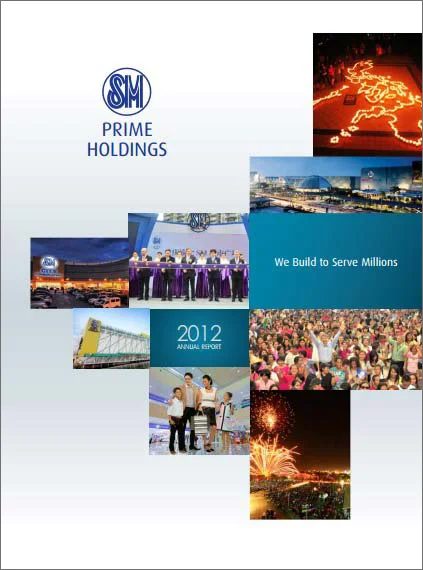 SM
PRIME
HOLDINGS
We Build to Serve Millions
2012
ANNUAL REPORT